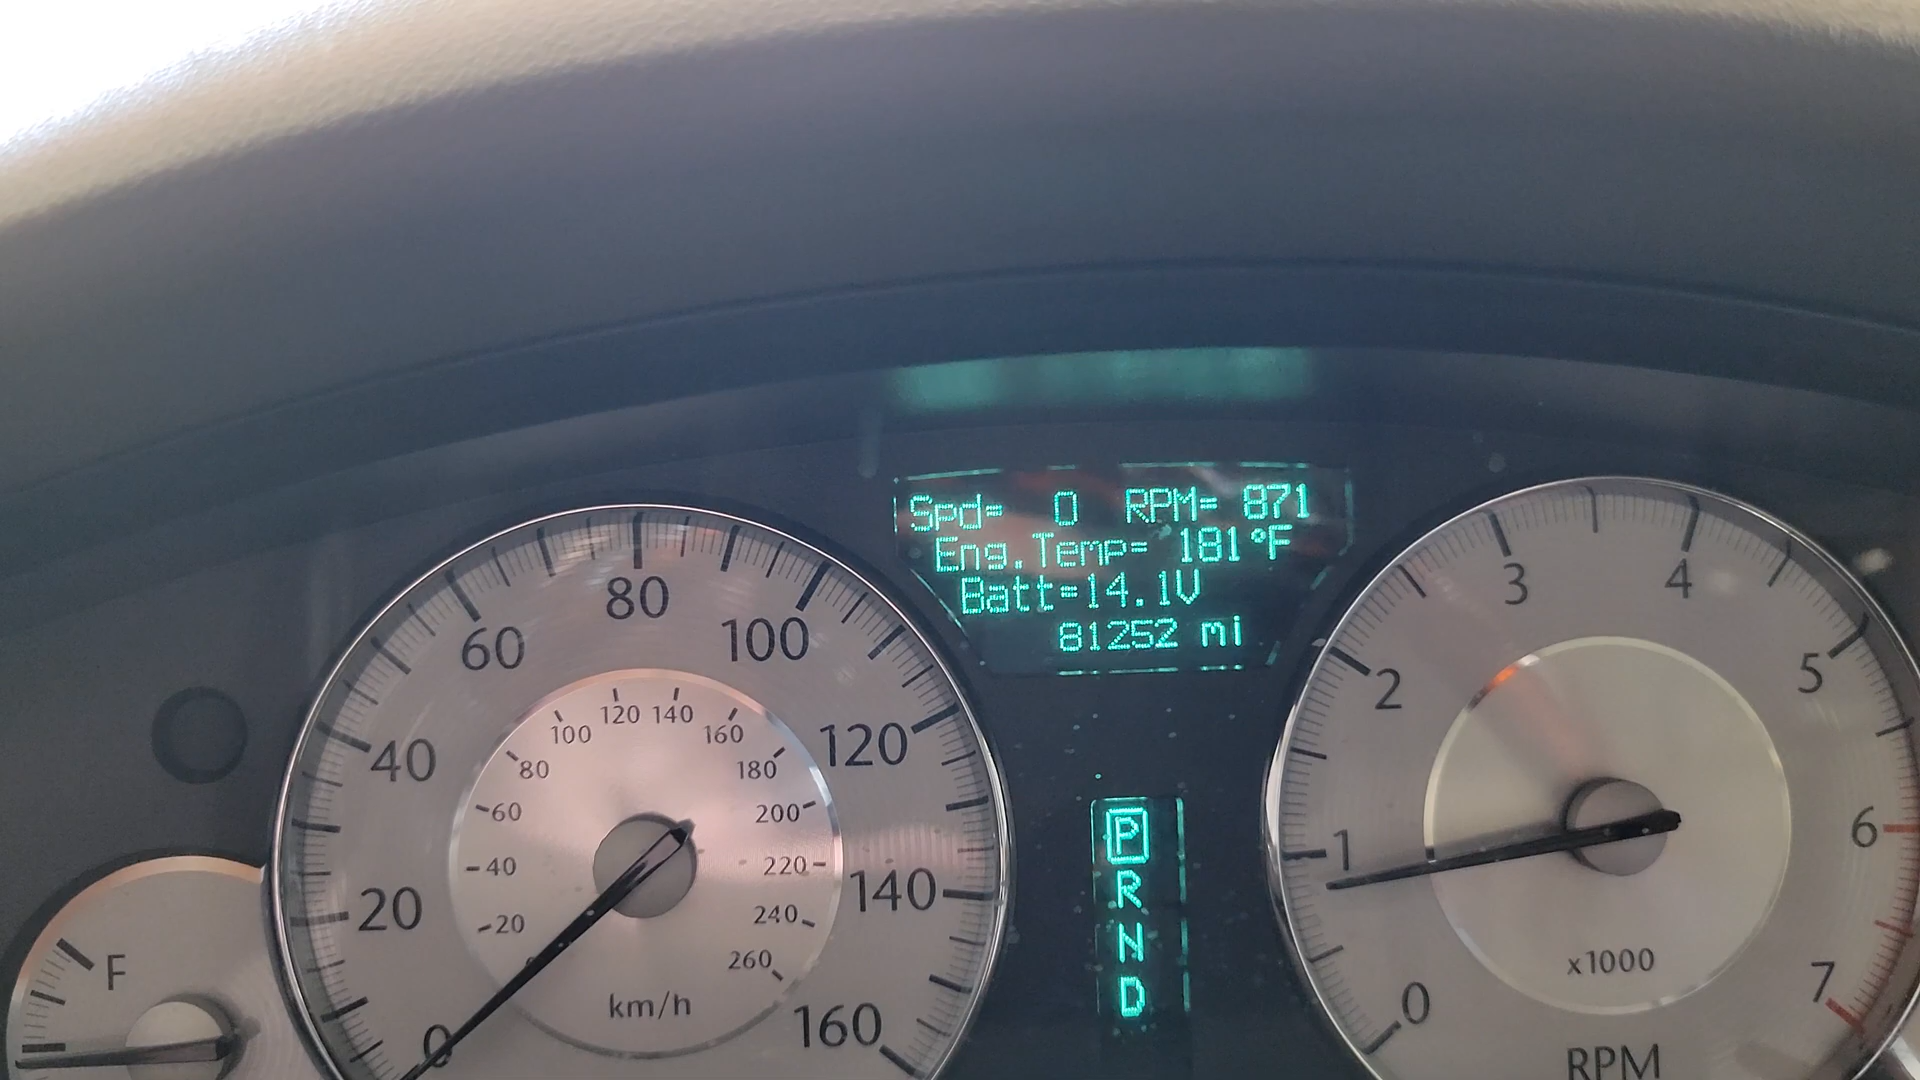 Spd= 0 RPM= 871
Eng.Temp= 181°F
Batt=14.1V
81252 mi
0
20
40
60
80
100
120
140
160
20
40
60
80
100
120
140
160
180
200
220
240
260
km/h
P
R
N
D
0
1
2
3
4
5
6
7
x1000
RPM
F